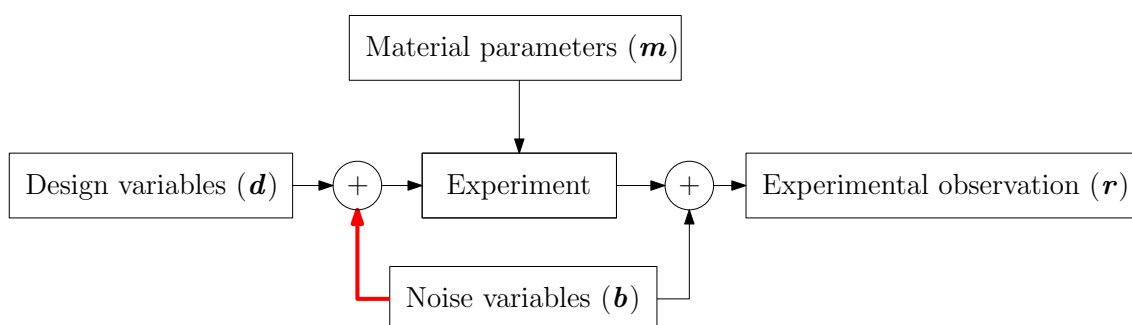 Material parameters (m)
Design variables (d)
+
Experiment
+
Experimental observation (r)
Noise variables (b)